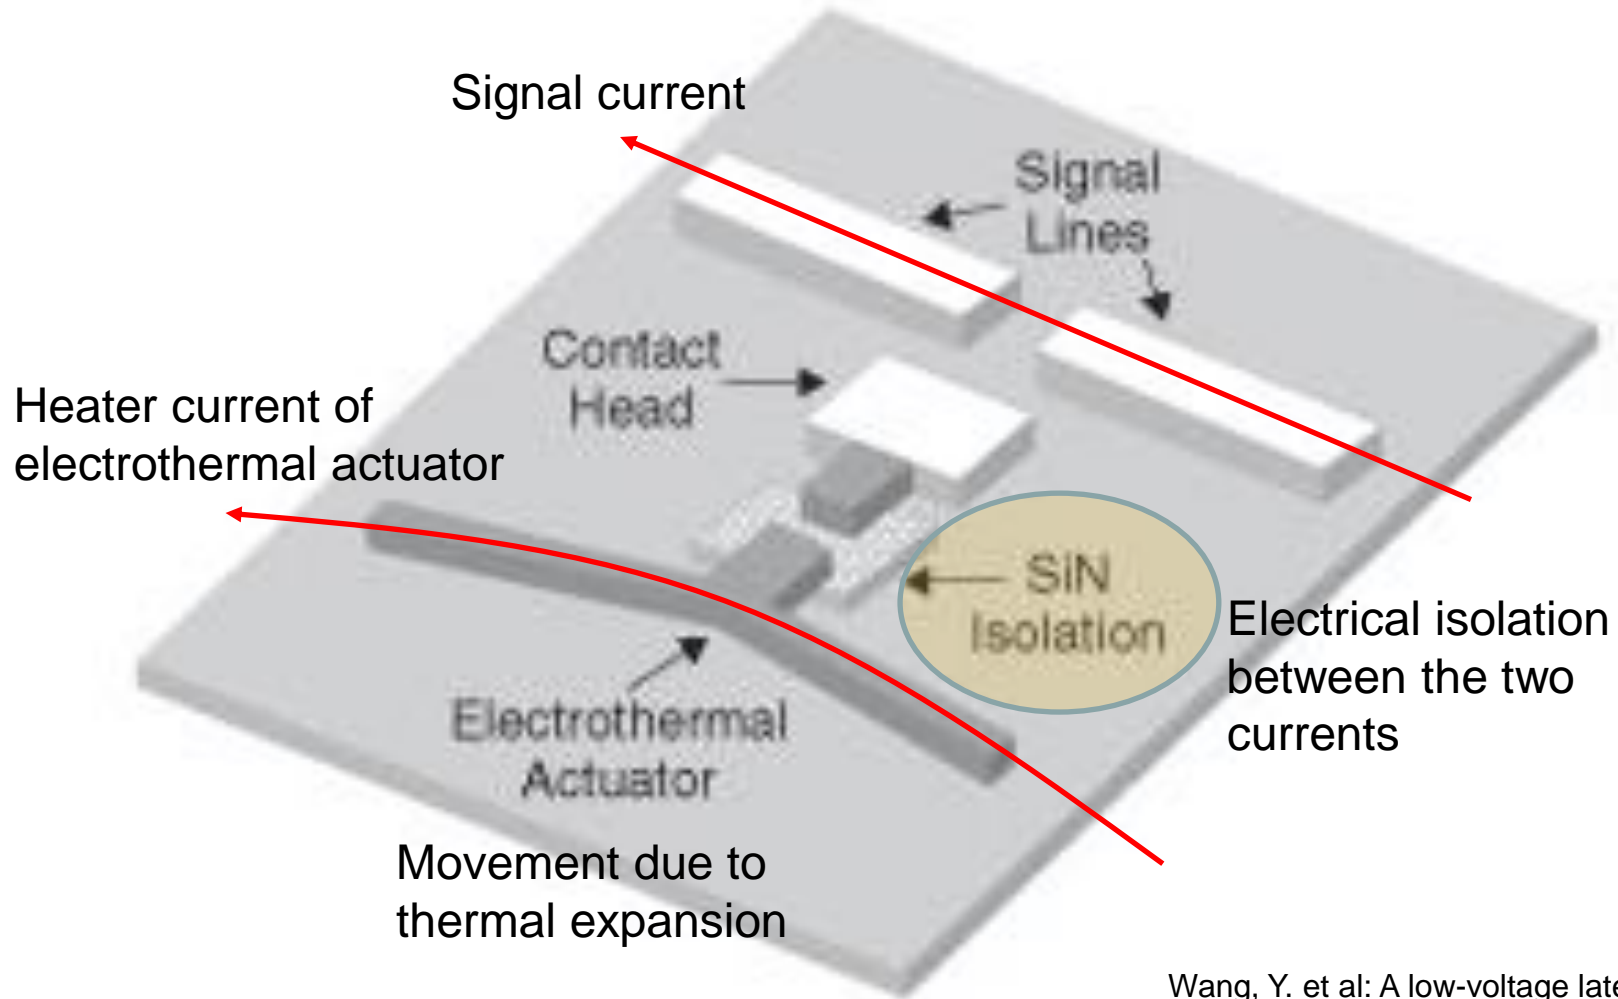 Signal current
Signal
Lines
Contact
Head
Heater current of
electrothermal actuator
SiN
Isolation
Electrical isolation
between the two
currents
Electrothermal
Actuator
Movement due to
thermal expansion
Wang, Y. et al: A low-voltage late